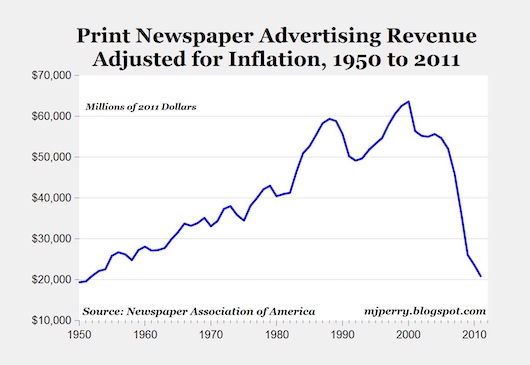 Print Newspaper Advertising Revenue
Adjusted for Inflation, 1950 to 2011
$70,000
Millions of 2011 Dollars
$60,000
$50,000
$40,000
$30,000
$20,000
Source: Newspaper Association of America mjperry.blogspot.com
$10,000
1950 1960 1970 1980 1990 2000 2010